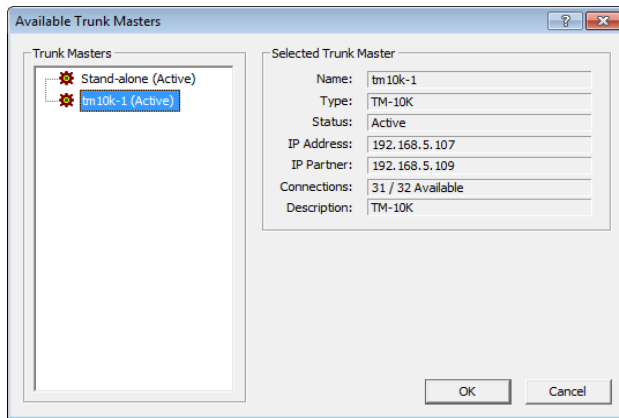 Available Trunk Masters
?
Trunk Masters
Stand-alone (Active)
tm10k-1 (Active)
Selected Trunk Master
Name: tm10k-1
Type: TM-10K
Status: Active
IP Address: 192.168.5.107
IP Partner: 192.168.5.109
Connections: 31 / 32 Available
Description: TM-10K
OK Cancel